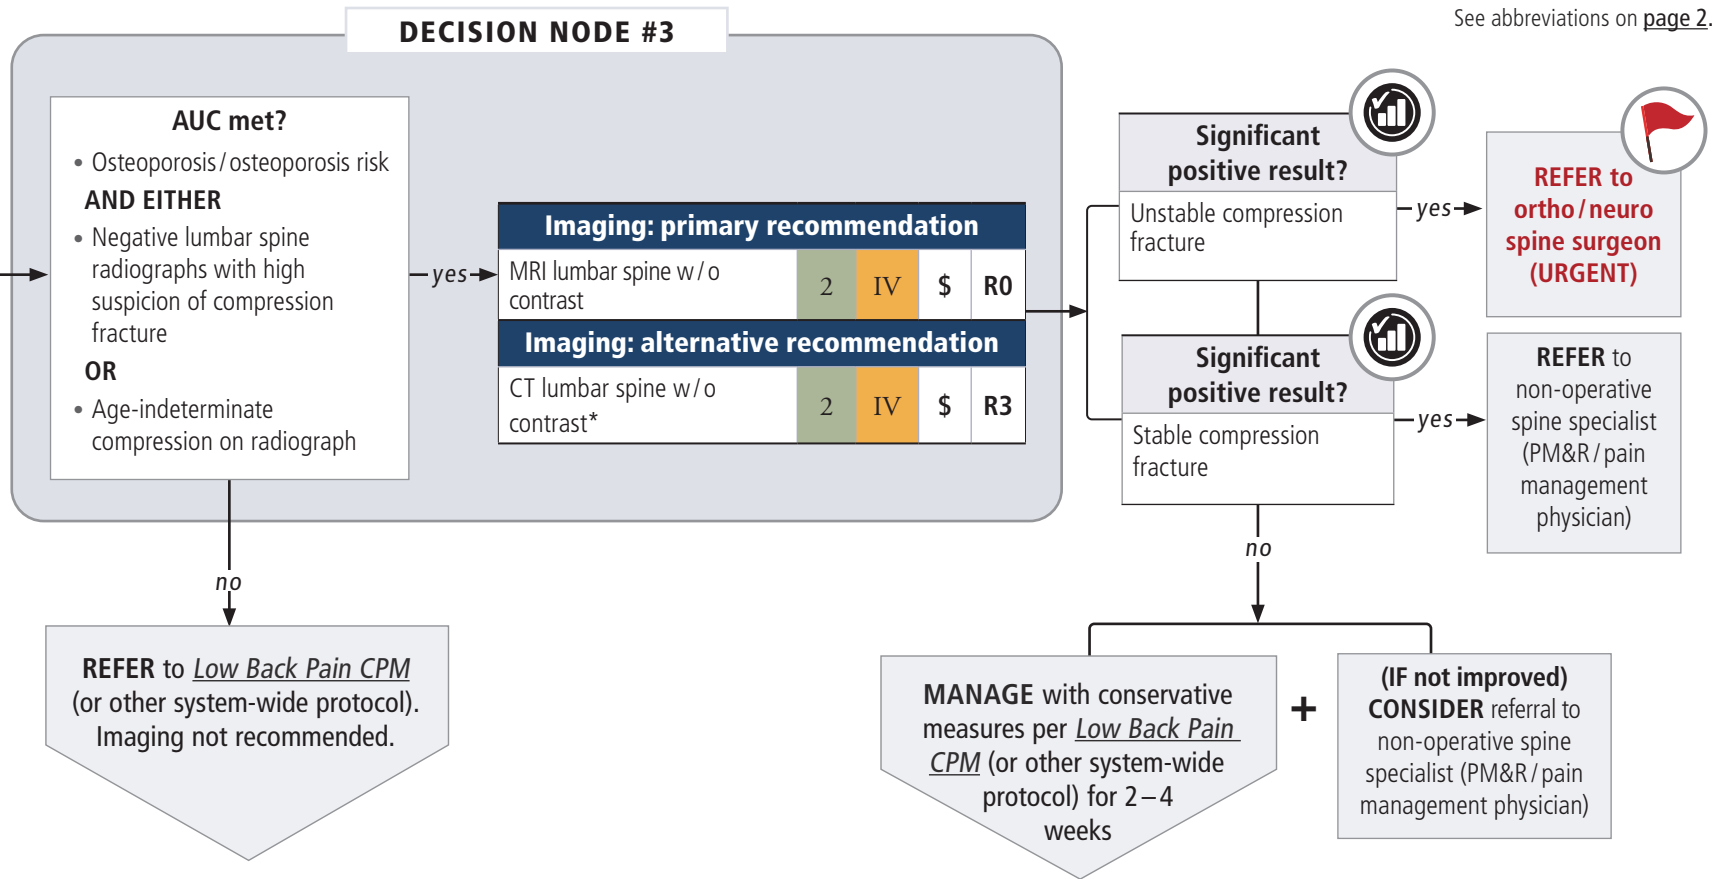 See abbreviations on page 2.
DECISION NODE #3
AUC met?
• Osteoporosis/osteoporosis risk
AND EITHER
• Negative lumbar spine
radiographs with high
suspicion of compression
fracture
OR
• Age-indeterminate
compression on radiograph
yes
Imaging: primary recommendation
MRI lumbar spine w/o
contrast
2 IV $ R0
Imaging: alternative recommendation
CT lumbar spine w/o
contrast*
2 IV $ R3
Significant
positive result?
Unstable compression
fracture
yes
REFER to
ortho/neuro
spine surgeon
(URGENT)
Significant
positive result?
Stable compression
fracture
yes
REFER to
non-operative
spine specialist
(PM&R/pain
management
physician)
no
REFER to Low Back Pain CPM
(or other system-wide protocol).
Imaging not recommended.
no
MANAGE with conservative
measures per Low Back Pain
CPM (or other system-wide
protocol) for 2–4
weeks
+
(IF not improved)
CONSIDER referral to
non-operative spine
specialist (PM&R/pain
management physician)